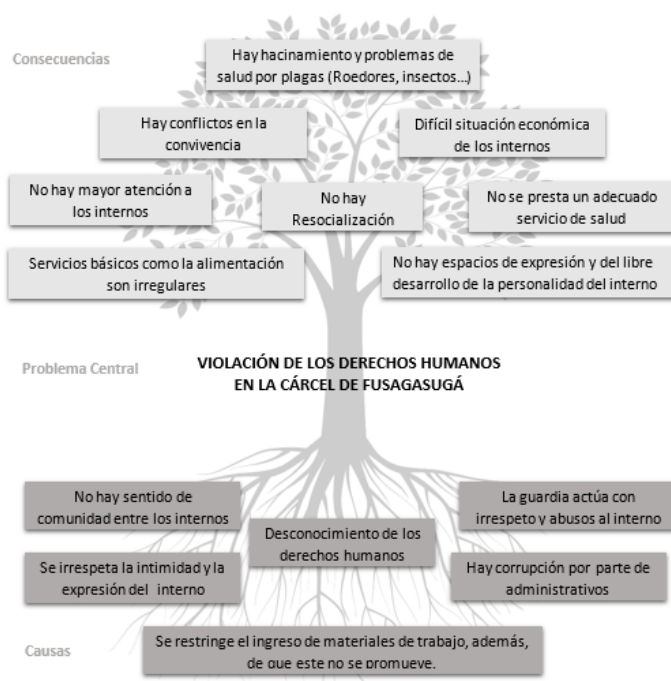 Consecuencias
Hay hacinamiento y problemas de
salud por plagas (Roedores, insectos...)
Hay conflictos en la
convivencia
Difícil situación económica
de los internos
No hay mayor atención a
los internos
No hay
Resocialización
No se presta un adecuado
servicio de salud
Servicios básicos como la alimentación
son irregulares
No hay espacios de expresión y del libre
desarrollo de la personalidad del interno
Problema Central
VIOLACIÓN DE LOS DERECHOS HUMANOS
EN LA CÁRCEL DE FUSAGASUGÁ
No hay sentido de
comunidad entre los internos
La guardia actúa con
irrespeto y abusos al interno
Desconocimiento de los
derechos humanos
Se irrespeta la intimidad y la
expresión del interno
Hay corrupción por parte de
administrativos
Causas
Se restringe el ingreso de materiales de trabajo, además,
de que este no se promueve.